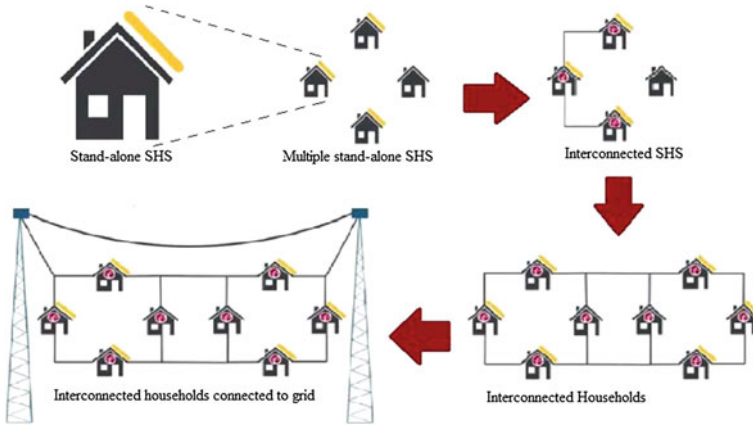 Stand-alone SHS
Multiple stand-alone SHS
Interconnected SHS
Interconnected households connected to grid
Interconnected Households